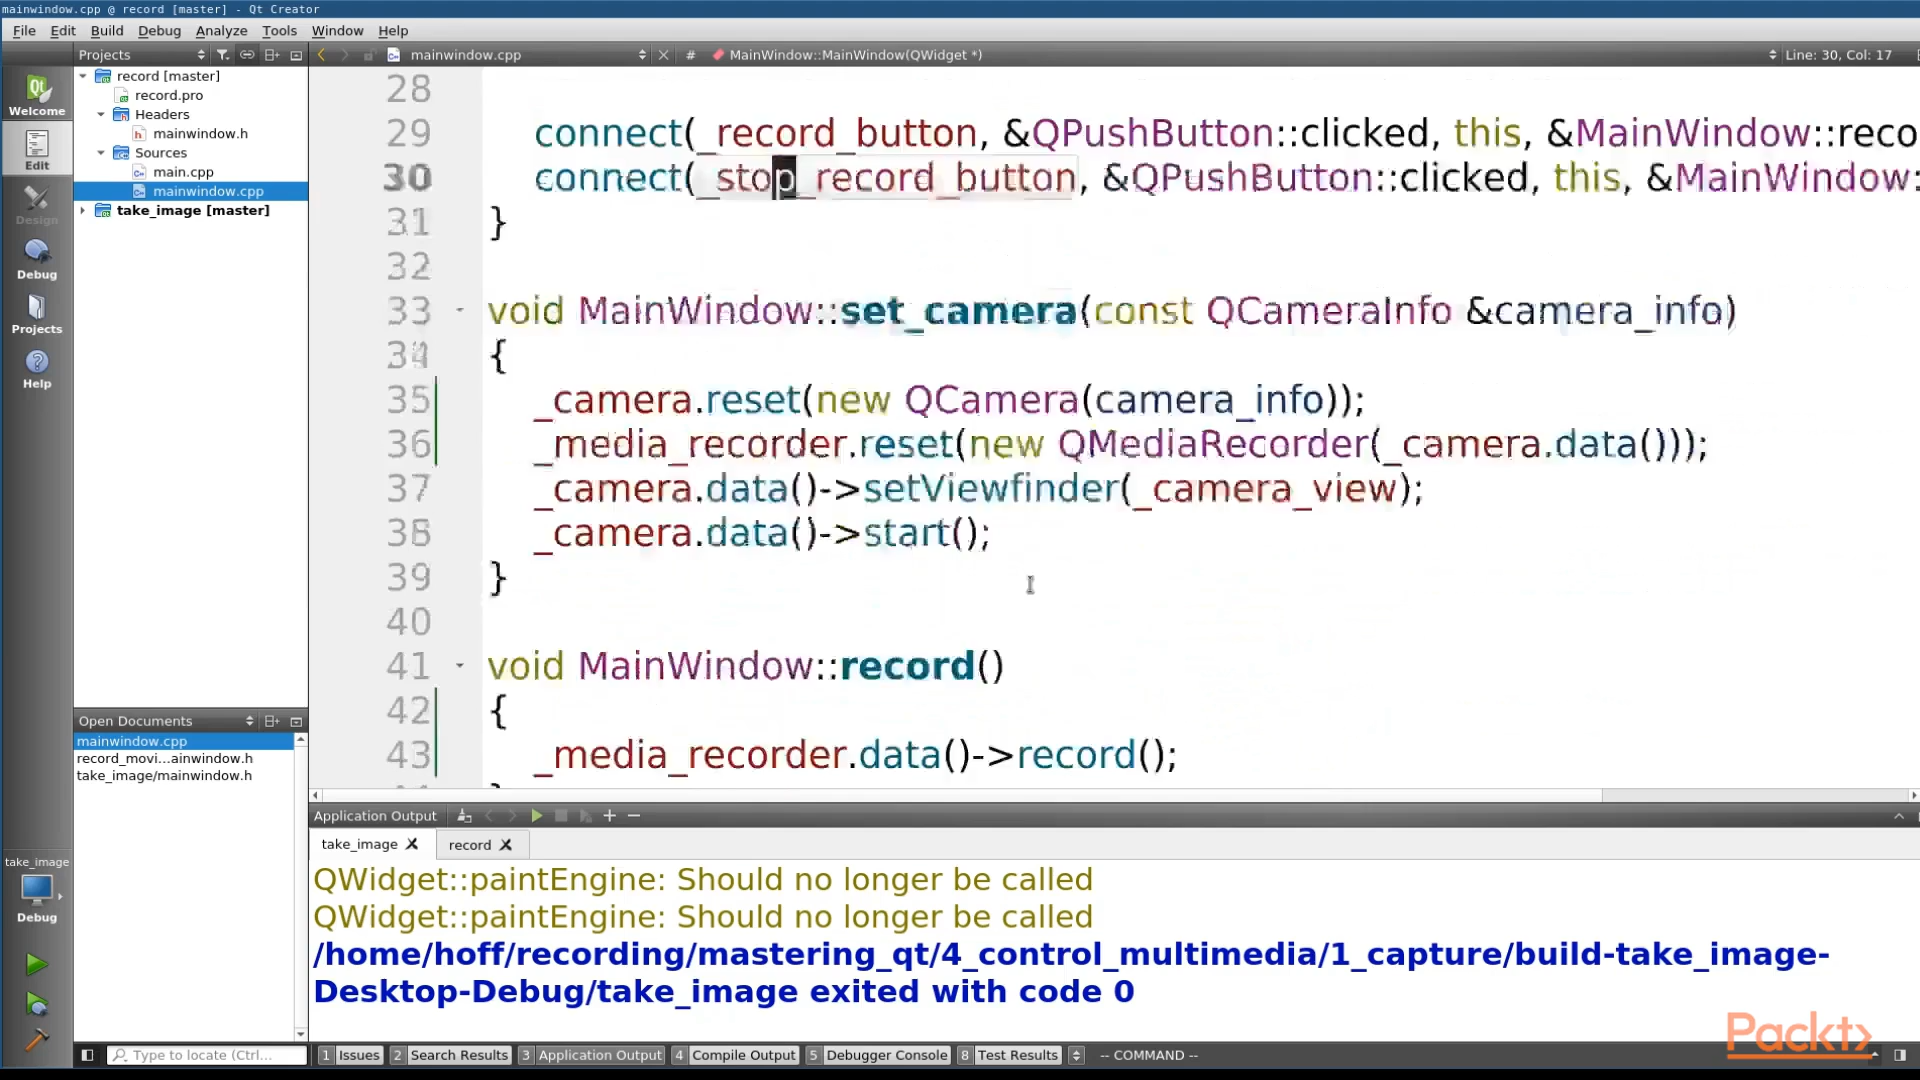 mainwindow.cpp @ record [master] - Qt Creator
File Edit Build Debug Analyze Tools Window Help
Projects
mainwindow.cpp
#
MainWindow::MainWindow(QWidget *)
Line: 30, Col: 17
Welcome
Edit
Design
Debug
Projects
Help
record [master]
record.pro
Headers
mainwindow.h
Sources
main.cpp
mainwindow.cpp
take_image [master]
28
29 connect(_record_button, &QPushButton::clicked, this, &MainWindow::reco
30 connect(_stop_record_button, &QPushButton::clicked, this, &MainWindow:
31 }
32
33 void MainWindow::set_camera(const QCameraInfo &camera_info)
34 {
35 _camera.reset(new QCamera(camera_info));
36 _media_recorder.reset(new QMediaRecorder(_camera.data()));
37 _camera.data()->setViewfinder(_camera_view);
38 _camera.data()->start();
39 }
40
41 void MainWindow::record()
42 {
43 _media_recorder.data()->record();
Open Documents
mainwindow.cpp
record_movi...ainwindow.h
take_image/mainwindow.h
take_image
Debug
Application Output
take_image
record
QWidget::paintEngine: Should no longer be called
QWidget::paintEngine: Should no longer be called
/home/hoff/recording/mastering_qt/4_control_multimedia/1_capture/build-take_image-
Desktop-Debug/take_image exited with code 0
Packt>
Type to locate (Ctrl...
1 Issues
2 Search Results
3 Application Output
4 Compile Output
5 Debugger Console
8 Test Results
-- COMMAND --